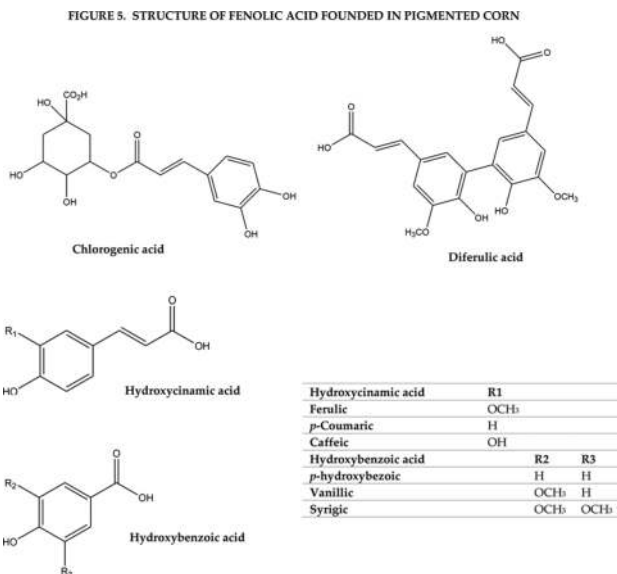 FIGURE 5. STRUCTURE OF FENOLIC ACID FOUNDED IN PIGMENTED CORN
HO
CO₂H
HO
OH
O
O
OH
OH
Chlorogenic acid
HO
O
O
HO
H₃CO
OH
HO
OCH₃
Diferulic acid
R₁
HO
O
OH
Hydroxycinamic acid
R₂
HO
O
OH
R₃
Hydroxybenzoic acid
Hydroxycinamic acid R1
Ferulic OCH₃
p-Coumaric H
Caffeic OH
Hydroxybenzoic acid R2 R3
p-hydroxybezoic H H
Vanillic OCH₃ H
Syrigic OCH₃ OCH₃